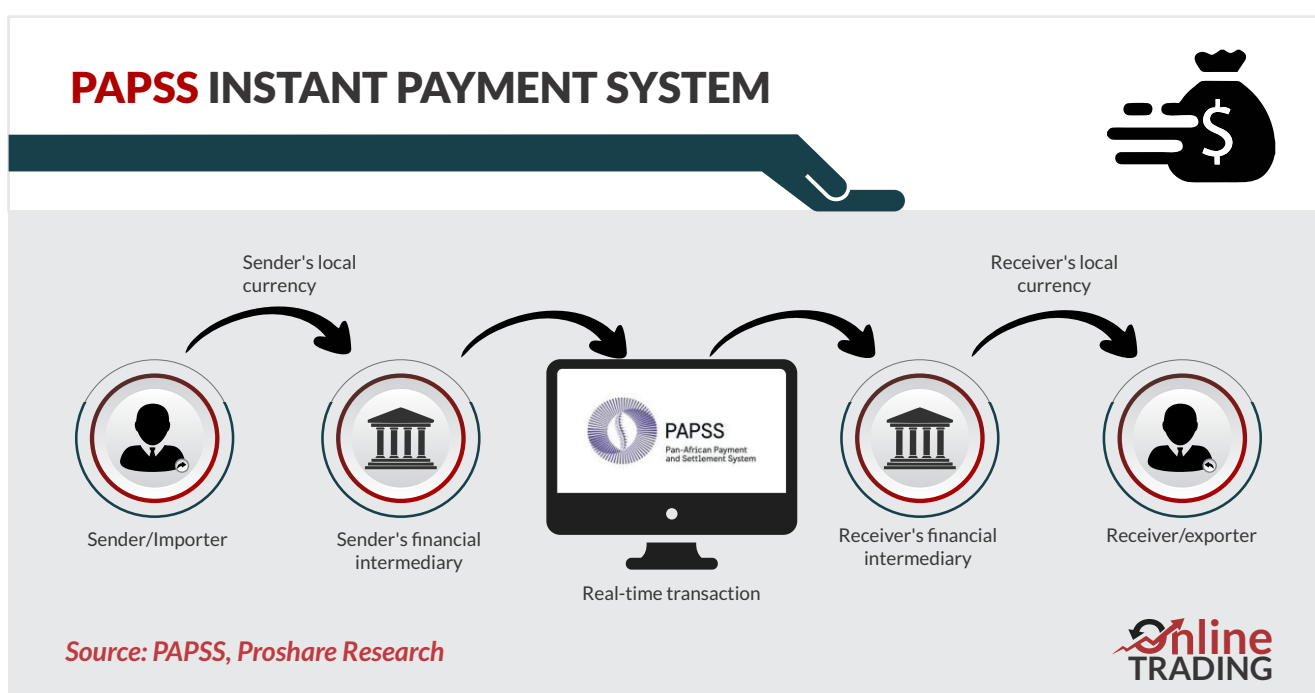 PAPSS INSTANT PAYMENT SYSTEM
$
Sender's local
currency
Receiver's local
currency
PAPSS
Pan-African Payment
and Settlement System
Sender/Importer
Sender's financial
intermediary
Real-time transaction
Receiver's financial
intermediary
Receiver/exporter
Source: PAPSS, Proshare Research
Online
TRADING